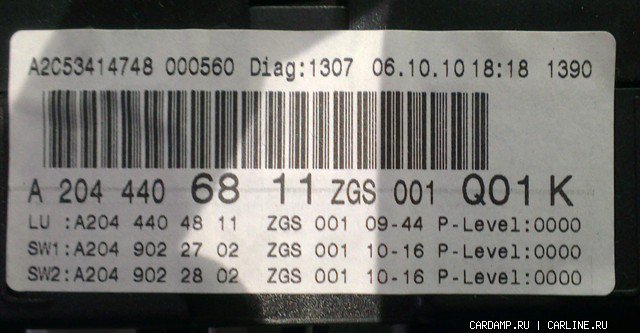 A2C53414748 000560 Diag:1307 06.10.10 18:18 1390
A 204 440 68 11 ZGS 001 Q01 K
LU :A204 440 48 11 ZGS 001 09-44 P-Level:0000
SW1:A204 902 27 02 ZGS 001 10-16 P-Level:0000
SW2:A204 902 28 02 ZGS 001 10-16 P-Level:0000
CARDAMP.RU | CARLINE.RU